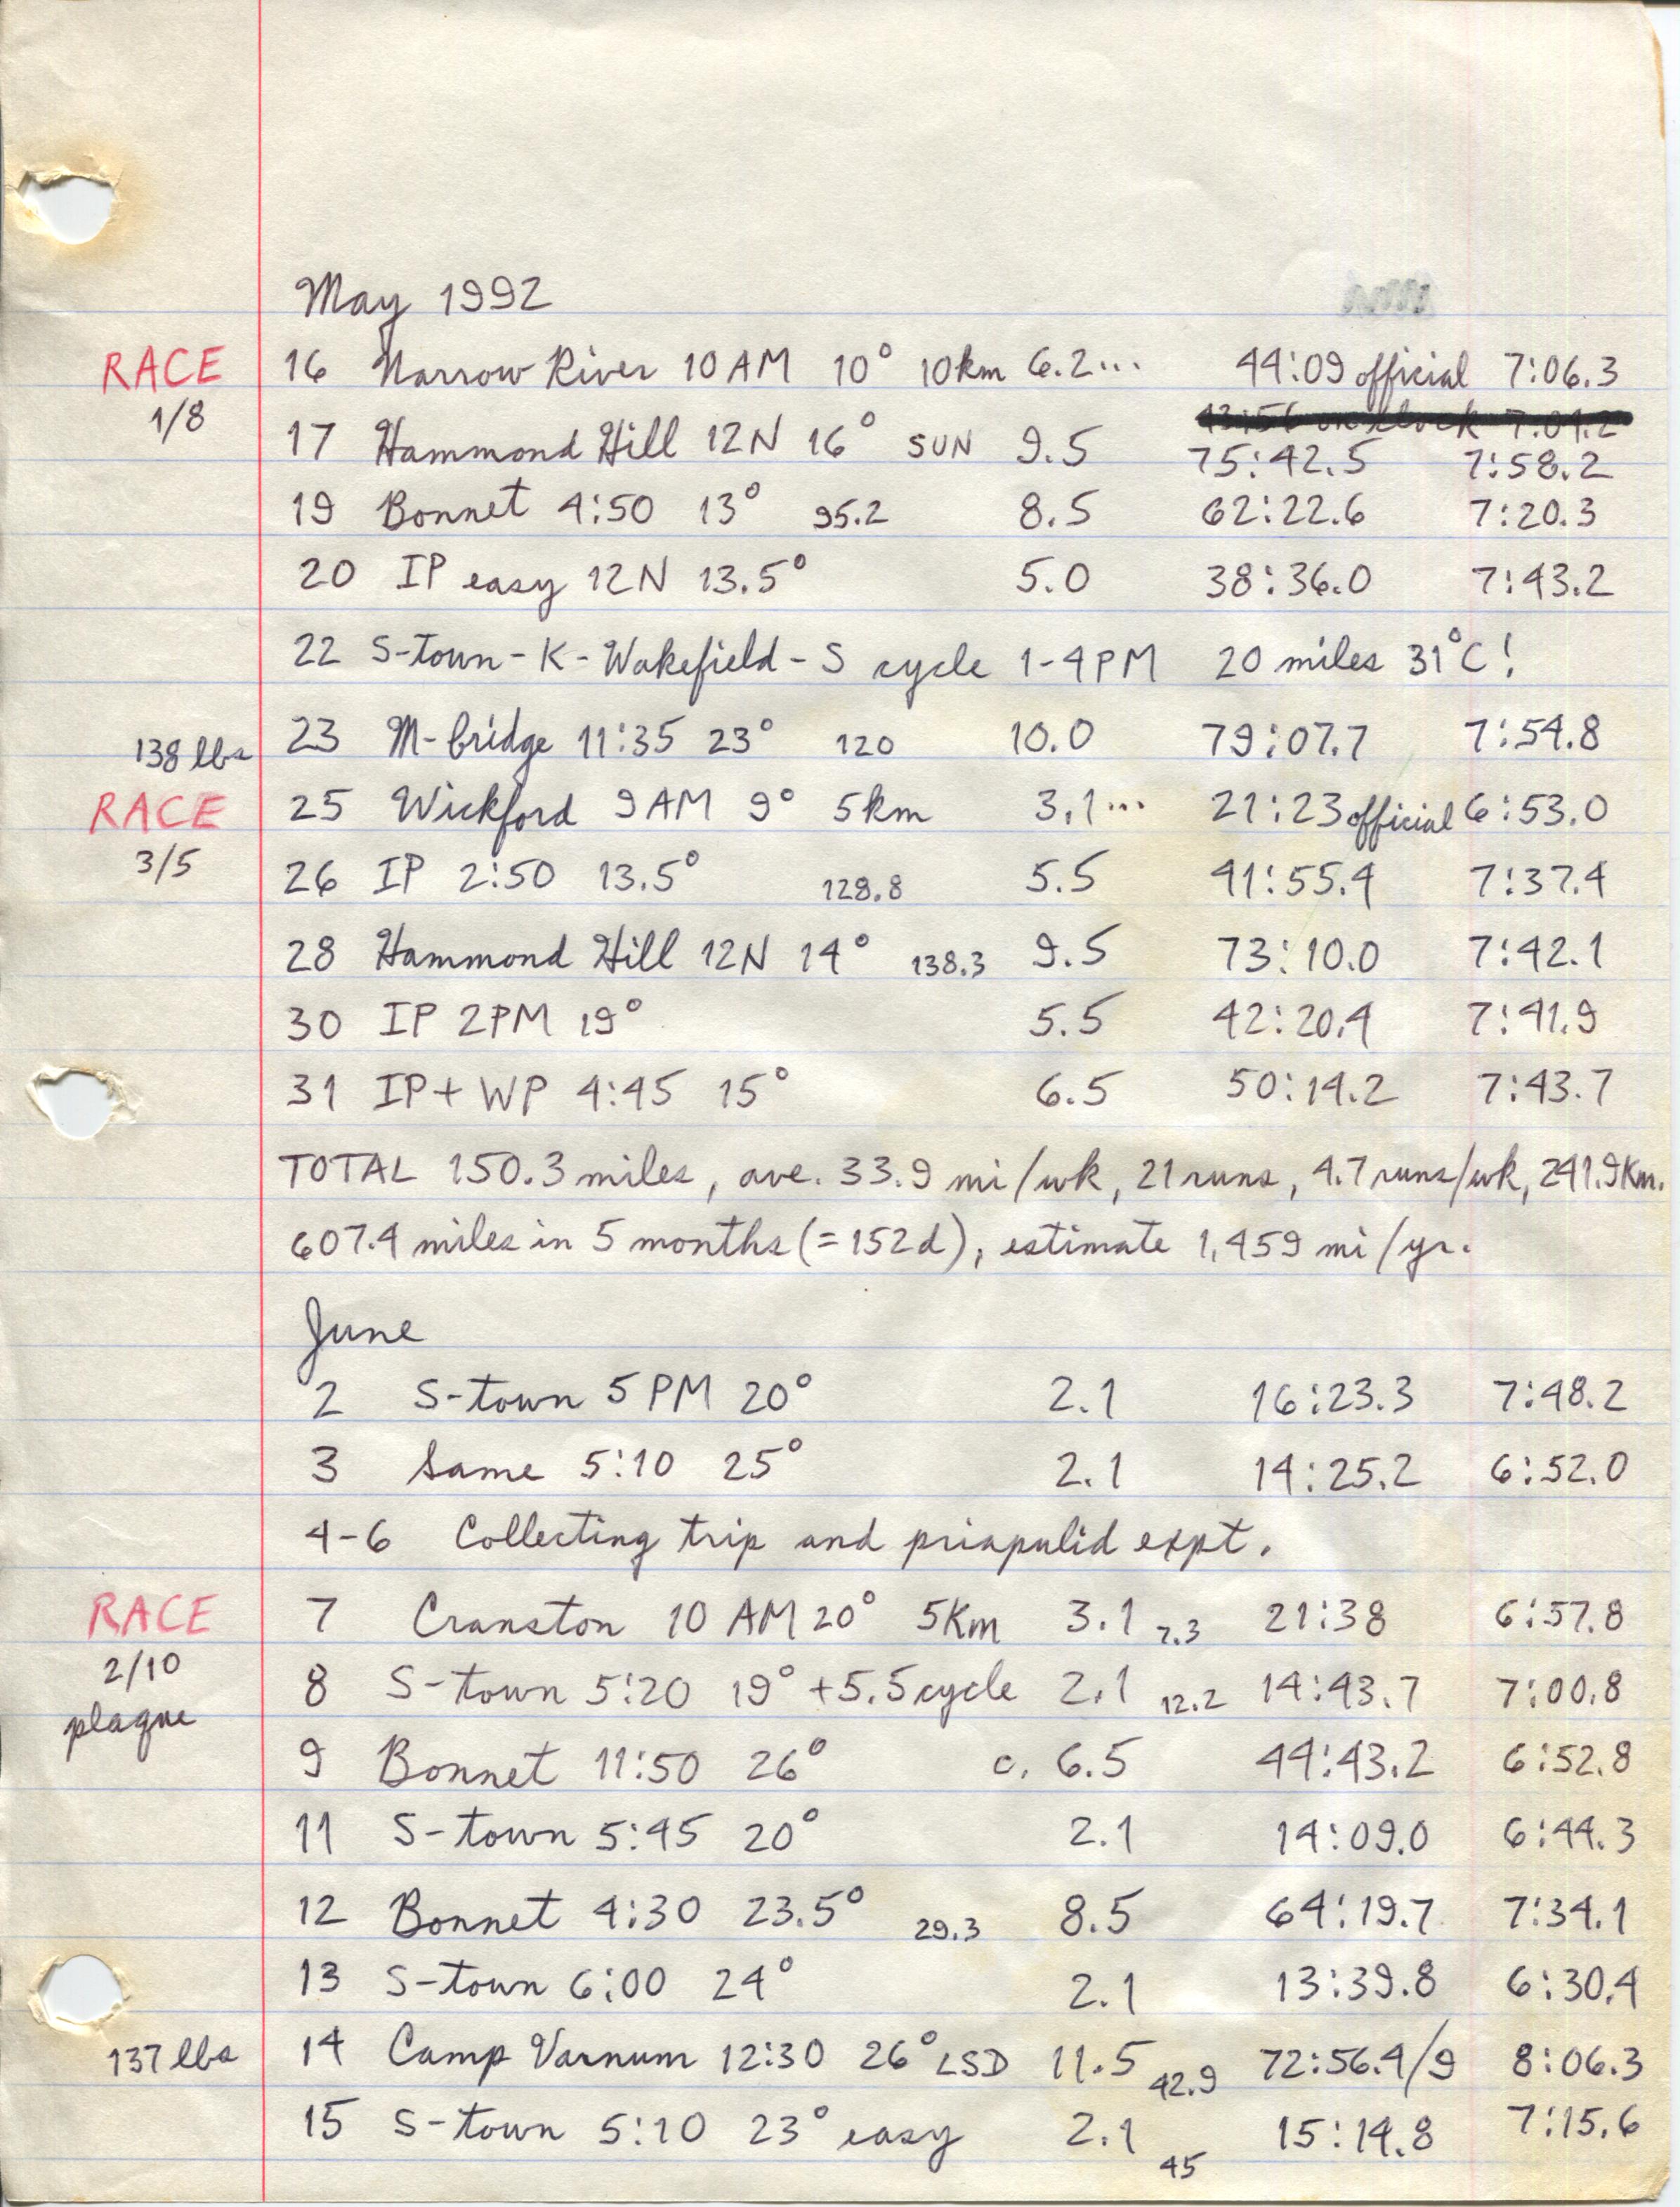 May 1992
RACE 16 Narrow River 10 AM 10° 10km 6.2... 44:09 official 7:06.3
1/8 43:56 on clock 7:04.2
17 Hammond Hill 12N 16° SUN 9.5 75:42.5 7:58.2
19 Bonnet 4:50 13° 95.2 8.5 62:22.6 7:20.3
20 IP easy 12N 13.5° 5.0 38:36.0 7:43.2
22 S-town-K-Wakefield-S cycle 1-4PM 20 miles 31°C!
138 lbs 23 M-bridge 11:35 23° 120 10.0 79:07.7 7:54.8
RACE 25 Wickford 9AM 9° 5km 3.1... 21:23 official 6:53.0
3/5 26 IP 2:50 13.5° 128.8 5.5 41:55.4 7:37.4
28 Hammond Hill 12N 14° 138.3 9.5 73:10.0 7:42.1
30 IP 2PM 19° 5.5 42:20.4 7:41.9
31 IP+WP 4:45 15° 6.5 50:14.2 7:43.7
TOTAL 150.3 miles, ave. 33.9 mi/wk, 21 runs, 4.7 runs/wk, 241.9Km.
607.4 miles in 5 months (=152d), estimate 1,459 mi/yr.
June
2 S-town 5PM 20° 2.1 16:23.3 7:48.2
3 Same 5:10 25° 2.1 14:25.2 6:52.0
4-6 Collecting trip and priapulid expt.
RACE 7 Cranston 10 AM 20° 5Km 3.1 7.3 21:38 6:57.8
2/10 8 S-town 5:20 19° +5.5cycle 2.1 12.2 14:43.7 7:00.8
plaque
9 Bonnet 11:50 26° c. 6.5 44:43.2 6:52.8
11 S-town 5:45 20° 2.1 14:09.0 6:44.3
12 Bonnet 4:30 23.5° 29.3 8.5 64:19.7 7:34.1
13 S-town 6:00 24° 2.1 13:39.8 6:30.4
137 lbs 14 Camp Varnum 12:30 26° LSD 11.5 42.9 72:56.4/9 8:06.3
15 S-town 5:10 23° easy 2.1 45 15:14.8 7:15.6